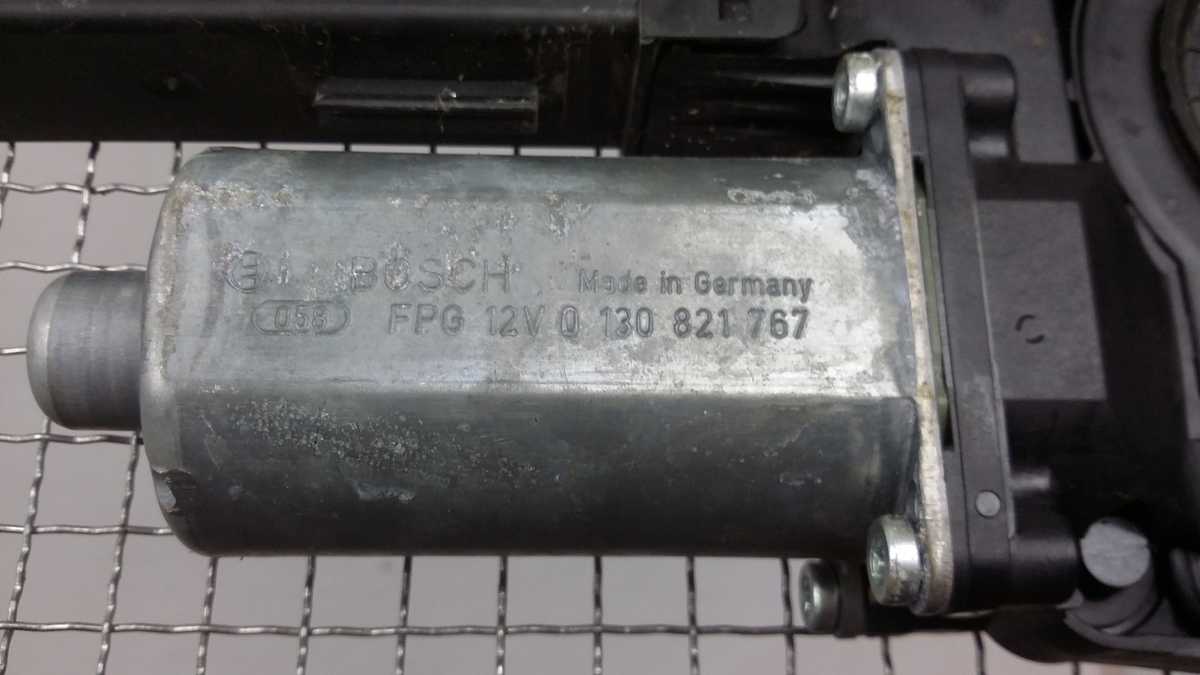 BOSCH Made in Germany
058 FPG 12V 0 130 821 767